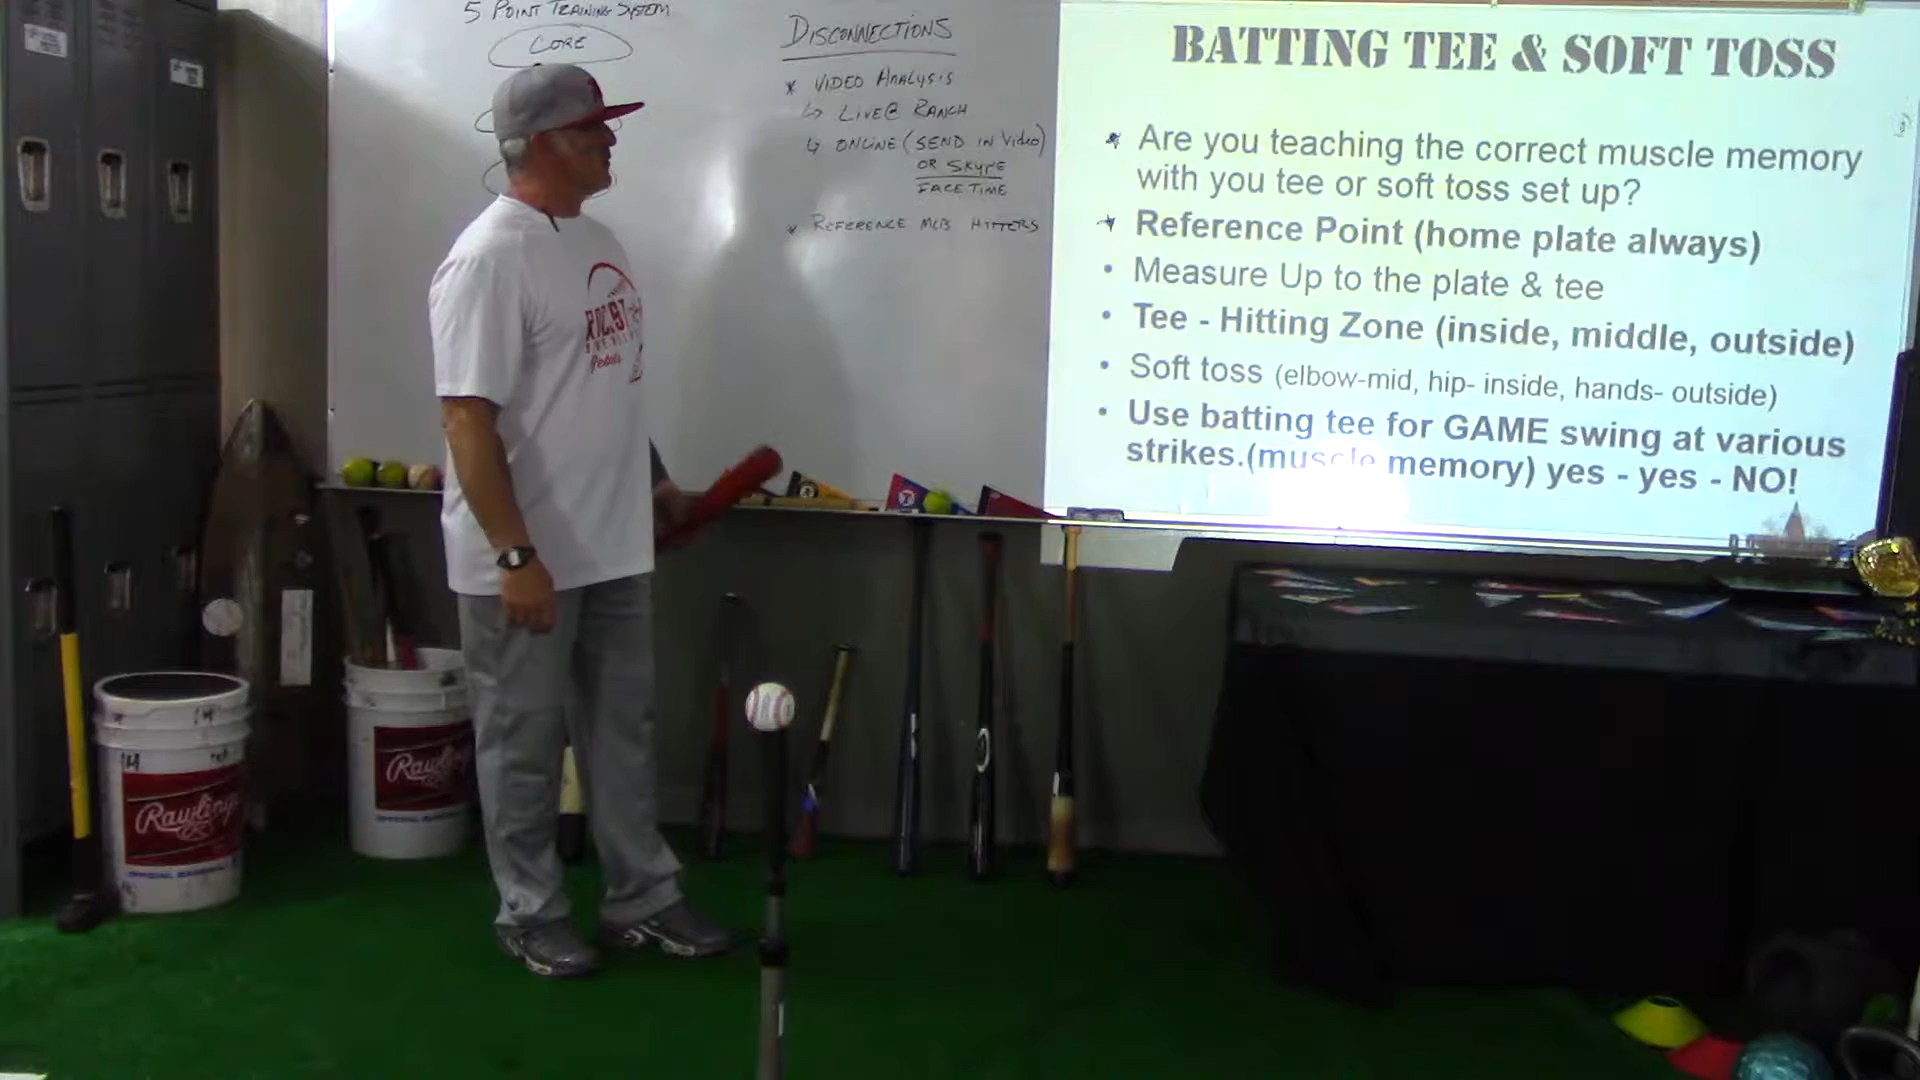 5 POINT TRAINING SYSTEM
CORE
DISCONNECTIONS
VIDEO ANALYSIS
LIVE@ RANCH
ONLINE (SEND IN VIDEO)
OR SKYPE
FACETIME
REFERENCE MLB HITTERS
BATTING TEE & SOFT TOSS
Are you teaching the correct muscle memory
with you tee or soft toss set up?
Reference Point (home plate always)
• Measure Up to the plate & tee
• Tee - Hitting Zone (inside, middle, outside)
• Soft toss (elbow-mid, hip- inside, hands- outside)
• Use batting tee for GAME swing at various
strikes.(muscle memory) yes - yes - NO!
Rebels
Rawlings
Rawlings